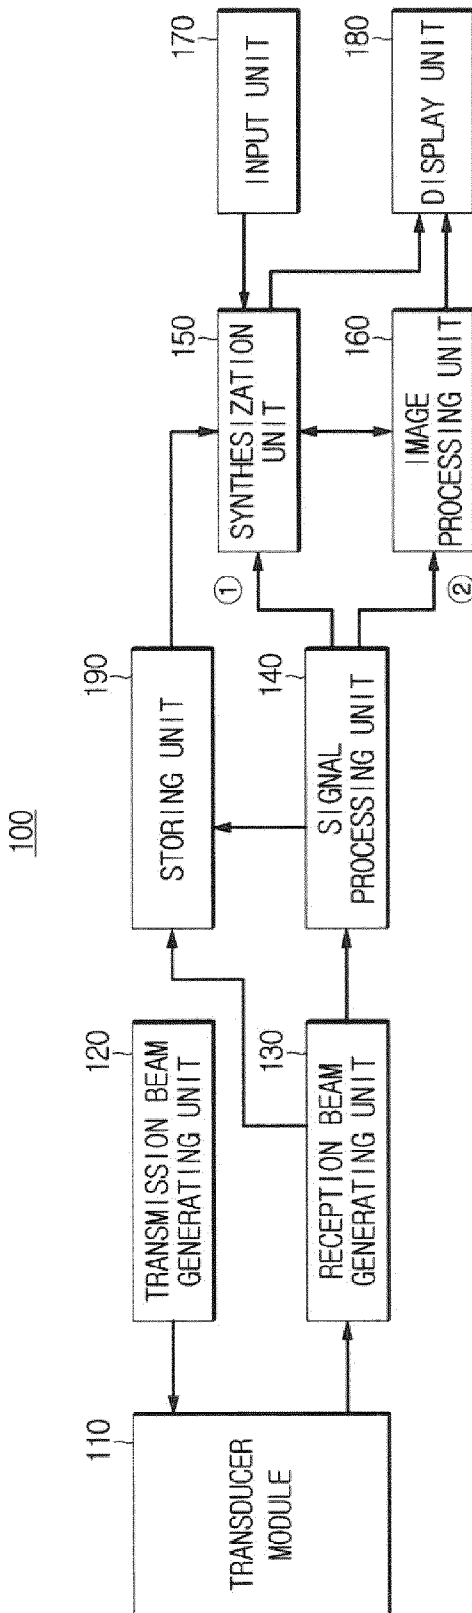 100
110
TRANSDUCER
MODULE
120
TRANSMISSION BEAM
GENERATING UNIT
130
RECEPTION BEAM
GENERATING UNIT
190
STORING UNIT
140
SIGNAL
PROCESSING UNIT
①
②
150
SYNTHESIZATION
UNIT
160
IMAGE
PROCESSING UNIT
170
INPUT UNIT
180
DISPLAY UNIT